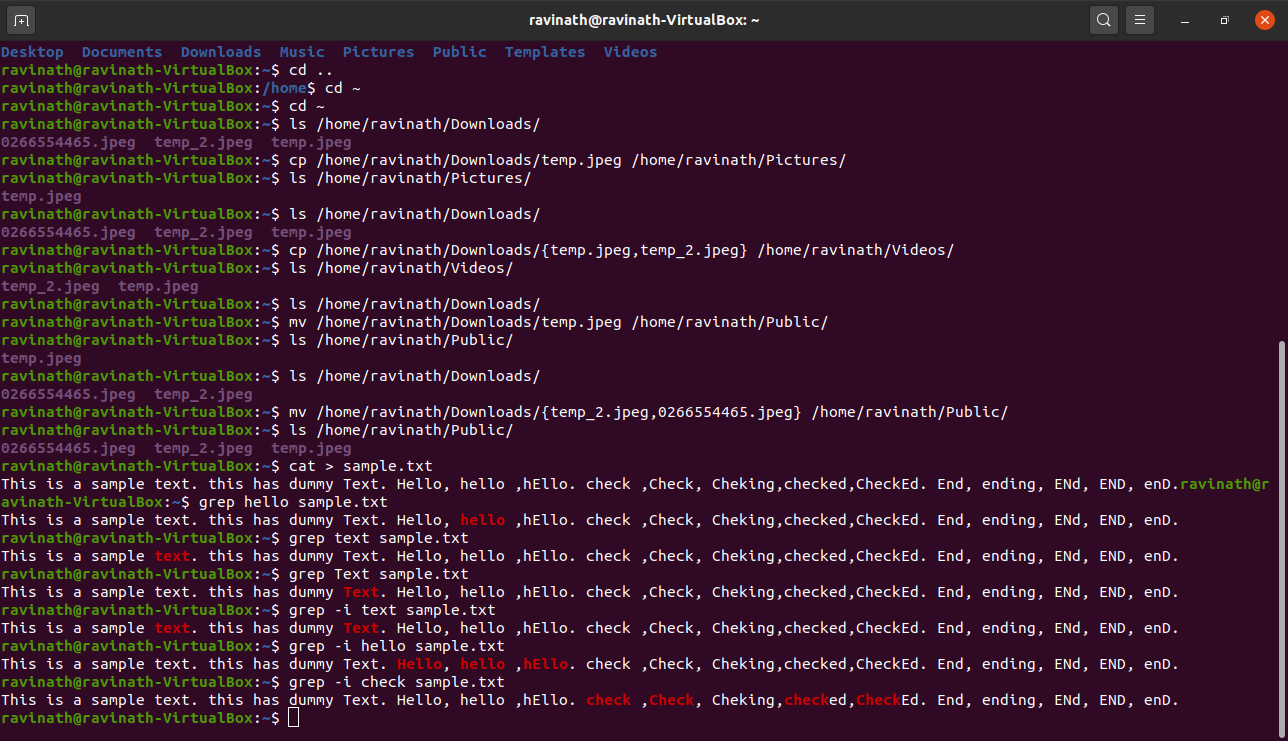 ravinath@ravinath-VirtualBox: ~
Desktop  Documents  Downloads  Music  Pictures  Public  Templates  Videos
ravinath@ravinath-VirtualBox:~$ cd ..
ravinath@ravinath-VirtualBox:/home$ cd ~
ravinath@ravinath-VirtualBox:~$ cd ~
ravinath@ravinath-VirtualBox:~$ ls /home/ravinath/Downloads/
0266554465.jpeg  temp_2.jpeg  temp.jpeg
ravinath@ravinath-VirtualBox:~$ cp /home/ravinath/Downloads/temp.jpeg /home/ravinath/Pictures/
ravinath@ravinath-VirtualBox:~$ ls /home/ravinath/Pictures/
temp.jpeg
ravinath@ravinath-VirtualBox:~$ ls /home/ravinath/Downloads/
0266554465.jpeg  temp_2.jpeg  temp.jpeg
ravinath@ravinath-VirtualBox:~$ cp /home/ravinath/Downloads/{temp.jpeg,temp_2.jpeg} /home/ravinath/Videos/
ravinath@ravinath-VirtualBox:~$ ls /home/ravinath/Videos/
temp_2.jpeg  temp.jpeg
ravinath@ravinath-VirtualBox:~$ ls /home/ravinath/Downloads/
ravinath@ravinath-VirtualBox:~$ mv /home/ravinath/Downloads/temp.jpeg /home/ravinath/Public/
ravinath@ravinath-VirtualBox:~$ ls /home/ravinath/Public/
temp.jpeg
ravinath@ravinath-VirtualBox:~$ ls /home/ravinath/Downloads/
0266554465.jpeg  temp_2.jpeg
ravinath@ravinath-VirtualBox:~$ mv /home/ravinath/Downloads/{temp_2.jpeg,0266554465.jpeg} /home/ravinath/Public/
ravinath@ravinath-VirtualBox:~$ ls /home/ravinath/Public/
0266554465.jpeg  temp_2.jpeg  temp.jpeg
ravinath@ravinath-VirtualBox:~$ cat > sample.txt
This is a sample text. this has dummy Text. Hello, hello ,hEllo. check ,Check, Cheking,checked,CheckEd. End, ending, ENd, END, enD.ravinath@r
avinath-VirtualBox:~$ grep hello sample.txt
This is a sample text. this has dummy Text. Hello, hello ,hEllo. check ,Check, Cheking,checked,CheckEd. End, ending, ENd, END, enD.
ravinath@ravinath-VirtualBox:~$ grep text sample.txt
This is a sample text. this has dummy Text. Hello, hello ,hEllo. check ,Check, Cheking,checked,CheckEd. End, ending, ENd, END, enD.
ravinath@ravinath-VirtualBox:~$ grep Text sample.txt
This is a sample text. this has dummy Text. Hello, hello ,hEllo. check ,Check, Cheking,checked,CheckEd. End, ending, ENd, END, enD.
ravinath@ravinath-VirtualBox:~$ grep -i text sample.txt
This is a sample text. this has dummy Text. Hello, hello ,hEllo. check ,Check, Cheking,checked,CheckEd. End, ending, ENd, END, enD.
ravinath@ravinath-VirtualBox:~$ grep -i hello sample.txt
This is a sample text. this has dummy Text. Hello, hello ,hEllo. check ,Check, Cheking,checked,CheckEd. End, ending, ENd, END, enD.
ravinath@ravinath-VirtualBox:~$ grep -i check sample.txt
This is a sample text. this has dummy Text. Hello, hello ,hEllo. check ,Check, Cheking,checked,CheckEd. End, ending, ENd, END, enD.
ravinath@ravinath-VirtualBox:~$